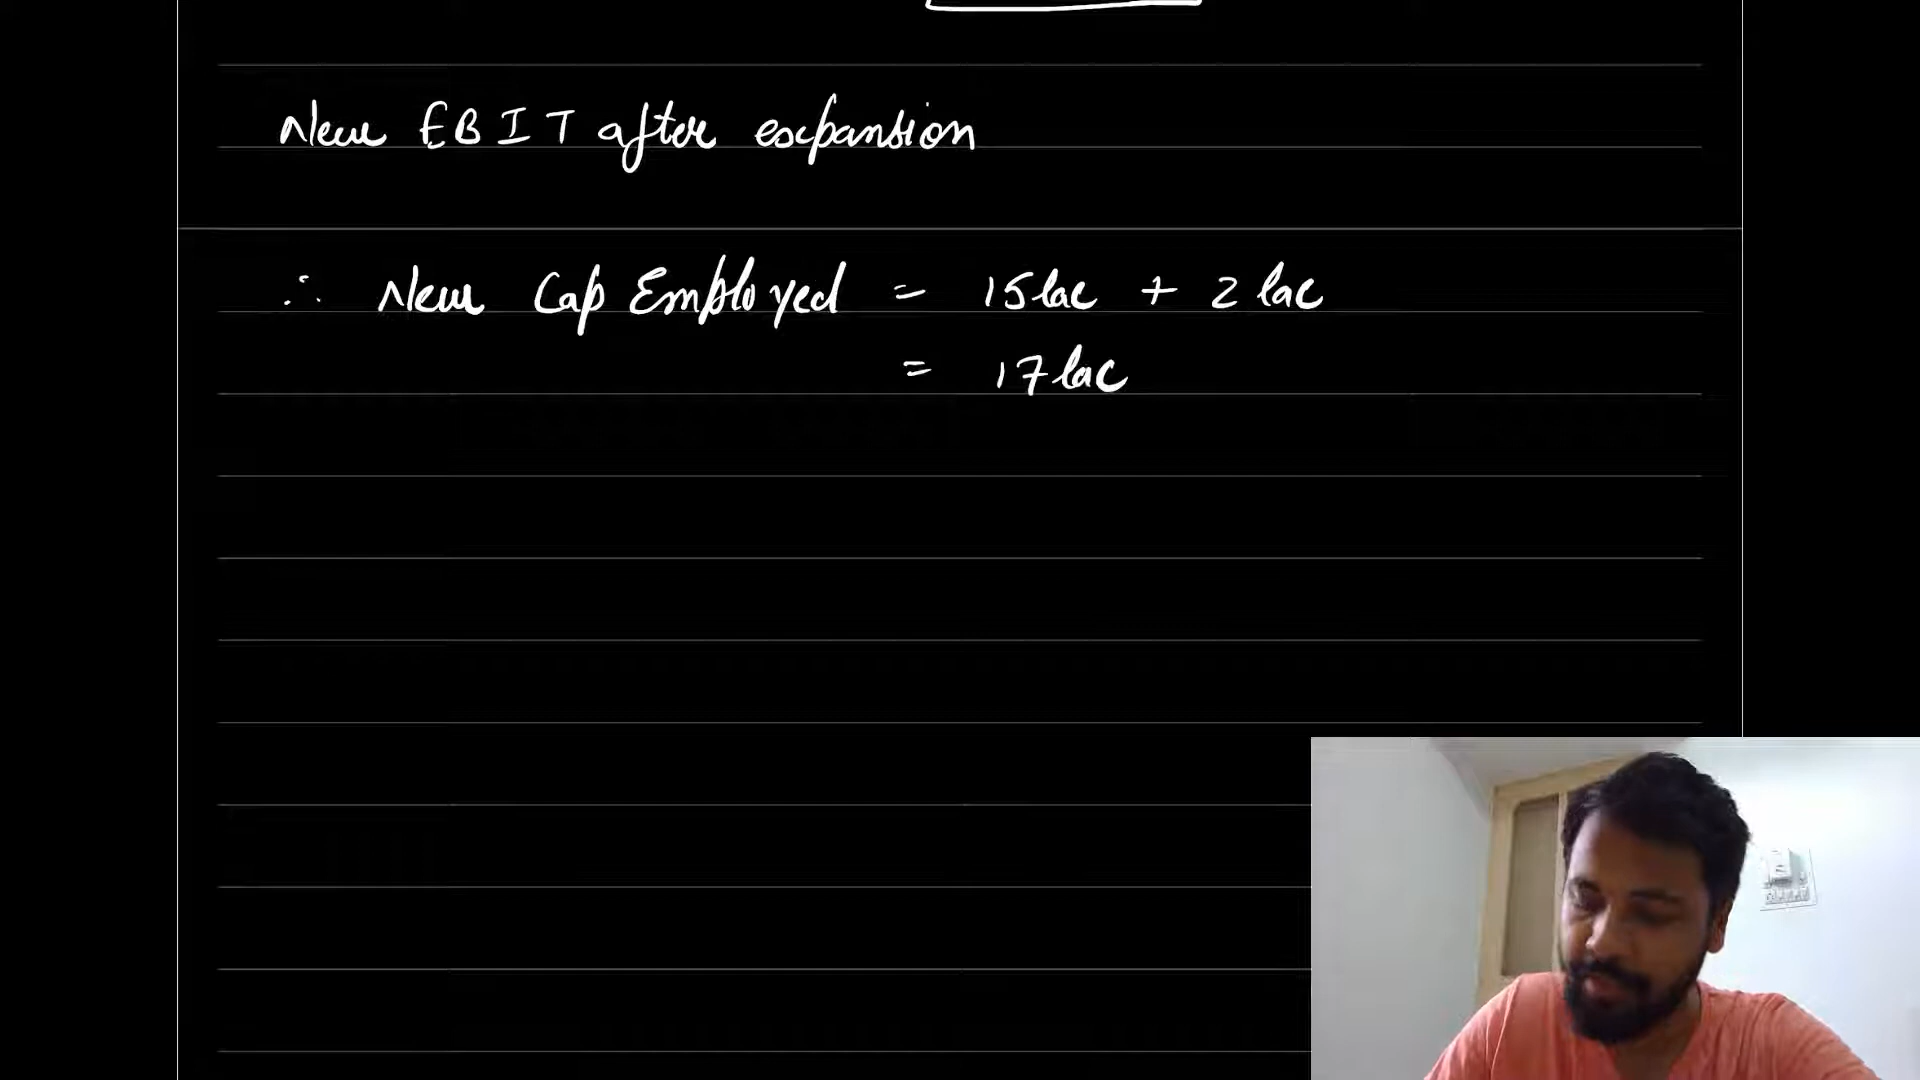 New EBIT after expansion
∴ New Cap Employed = 15 lac + 2 lac
= 17 lac